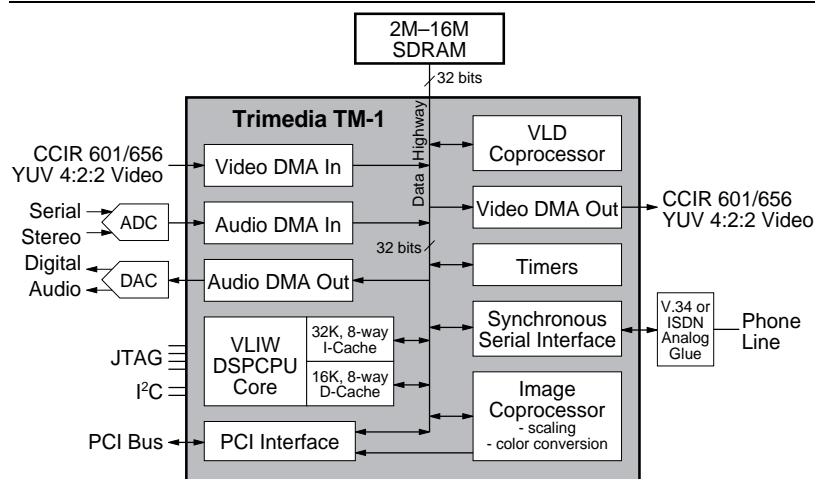 2M–16M
SDRAM
32 bits
Trimedia TM-1
Data Highway
CCIR 601/656
YUV 4:2:2 Video
Video DMA In
VLD
Coprocessor
Serial
Stereo
ADC
Audio DMA In
Video DMA Out
CCIR 601/656
YUV 4:2:2 Video
32 bits
Digital
Audio
DAC
Audio DMA Out
Timers
JTAG
I²C
VLIW
DSPCPU
Core
32K, 8-way
I-Cache
16K, 8-way
D-Cache
Synchronous
Serial Interface
V.34 or
ISDN
Analog
Glue
Phone
Line
Image
Coprocessor
- scaling
- color conversion
PCI Bus
PCI Interface